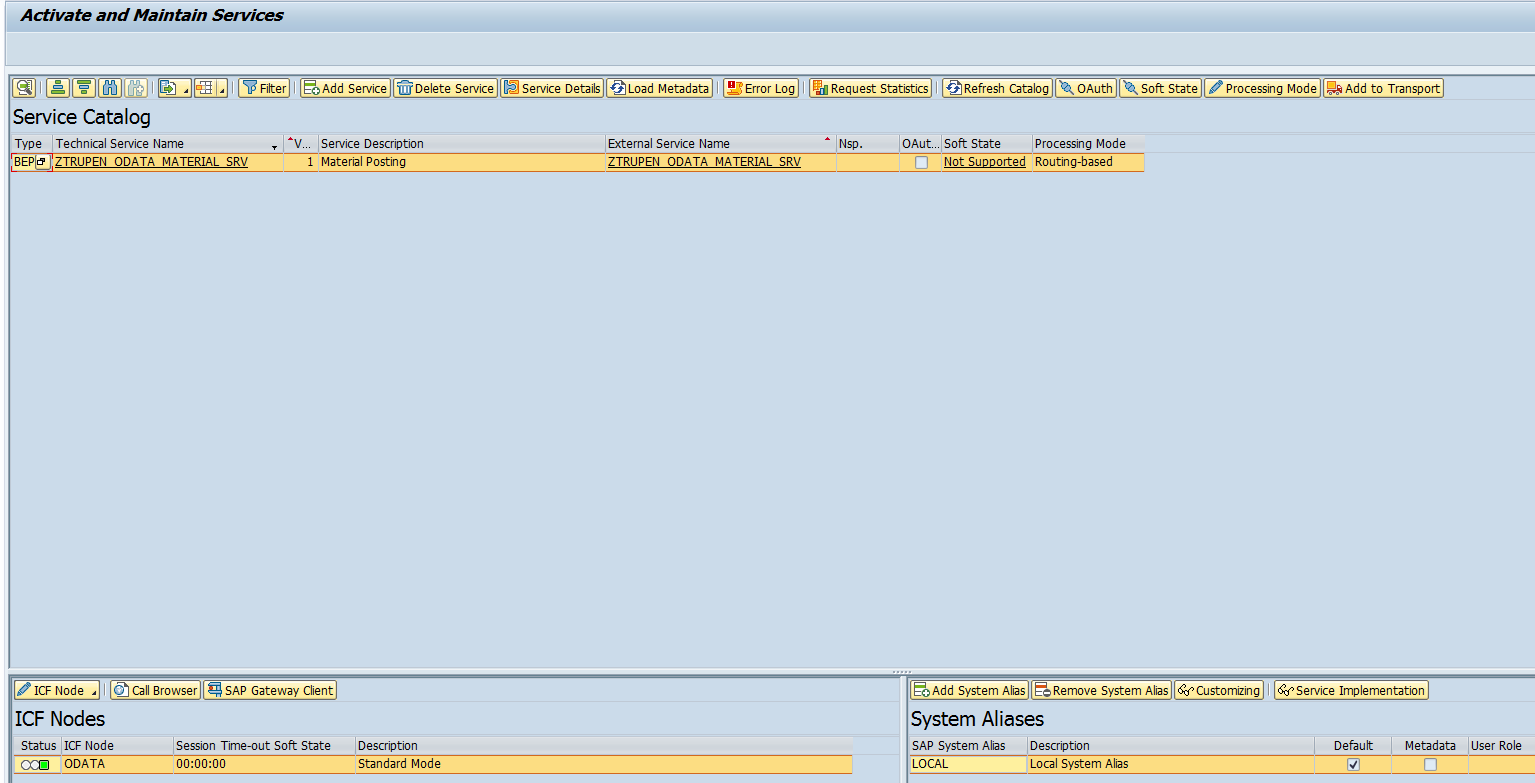 Activate and Maintain Services
Filter Add Service Delete Service Service Details Load Metadata Error Log Request Statistics Refresh Catalog OAuth Soft State Processing Mode Add to Transport
Service Catalog
Type Technical Service Name V... Service Description External Service Name Nsp. OAut... Soft State Processing Mode
BEP ZTRUPEN_ODATA_MATERIAL_SRV 1 Material Posting ZTRUPEN_ODATA_MATERIAL_SRV Not Supported Routing-based
ICF Node Call Browser SAP Gateway Client
Add System Alias Remove System Alias Customizing Service Implementation
ICF Nodes
System Aliases
Status ICF Node Session Time-out Soft State Description
SAP System Alias Description Default Metadata User Role
ODATA 00:00:00 Standard Mode
LOCAL Local System Alias